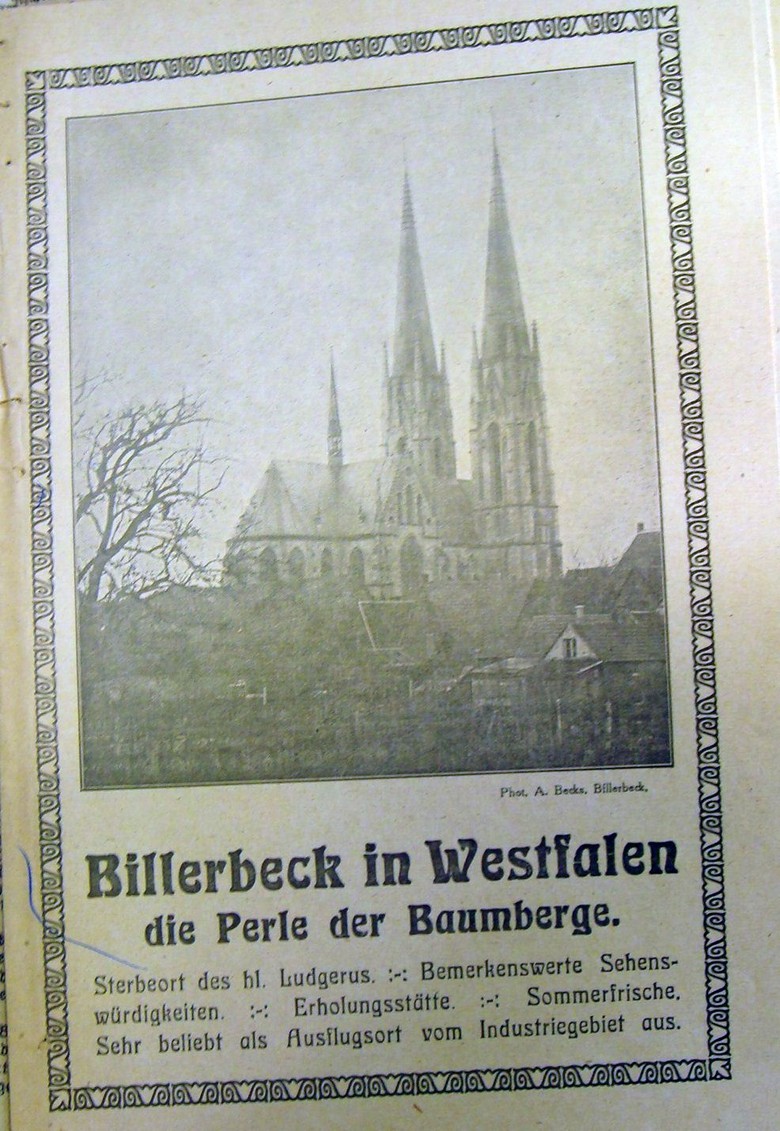 Phot. A. Becks, Billerbeck.
Billerbeck in Westfalen
die Perle der Baumberge.
Sterbeort des hl. Ludgerus. :-: Bemerkenswerte Sehens-
würdigkeiten. :-: Erholungsstätte. :-: Sommerfrische.
Sehr beliebt als Ausflugsort vom Industriegebiet aus.